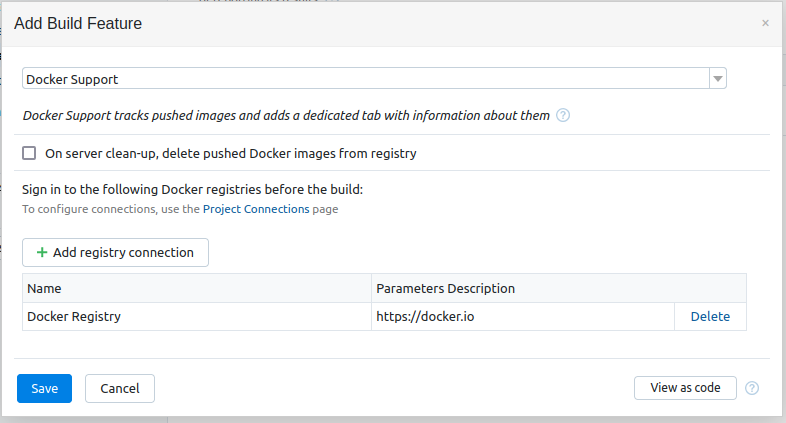 Add Build Feature
×
Docker Support
Docker Support tracks pushed images and adds a dedicated tab with information about them ?
On server clean-up, delete pushed Docker images from registry
Sign in to the following Docker registries before the build:
To configure connections, use the Project Connections page
+ Add registry connection
Name Parameters Description
Docker Registry https://docker.io Delete
Save Cancel View as code ?